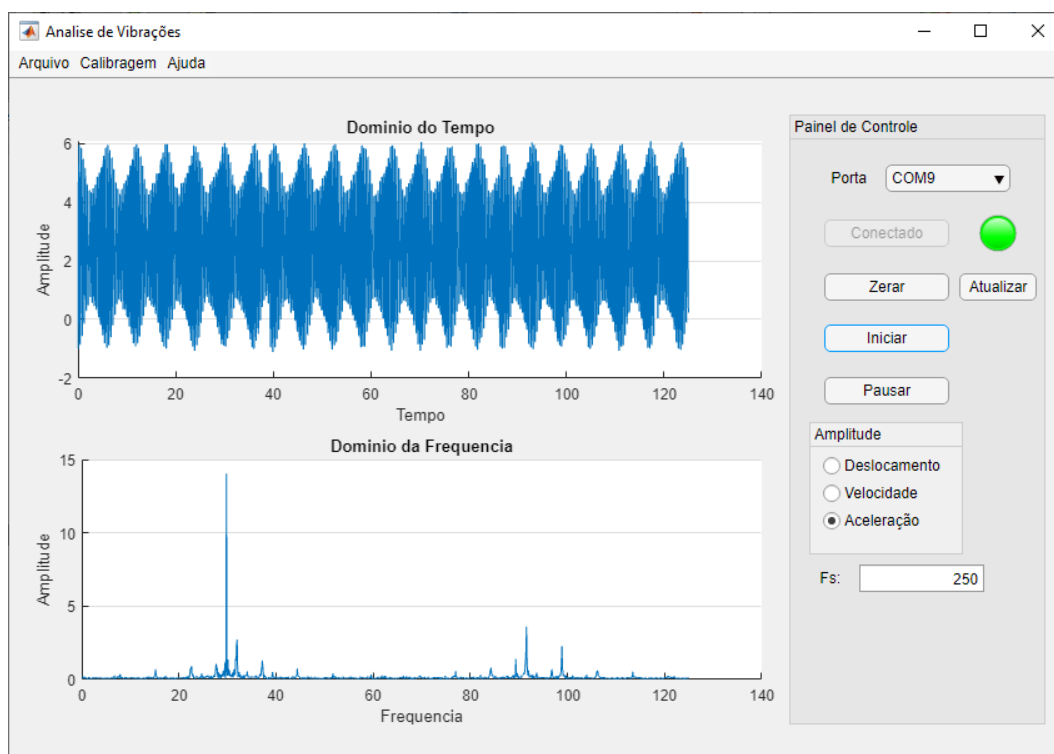 Analise de Vibrações
Arquivo Calibragem Ajuda
Dominio do Tempo
Amplitude
6
4
2
0
-2
0 20 40 60 80 100 120 140
Tempo
Dominio da Frequencia
Amplitude
15
10
5
0
0 20 40 60 80 100 120 140
Frequencia
Painel de Controle
Porta COM9
Conectado
Zerar Atualizar
Iniciar
Pausar
Amplitude
Deslocamento
Velocidade
Aceleração
Fs: 250